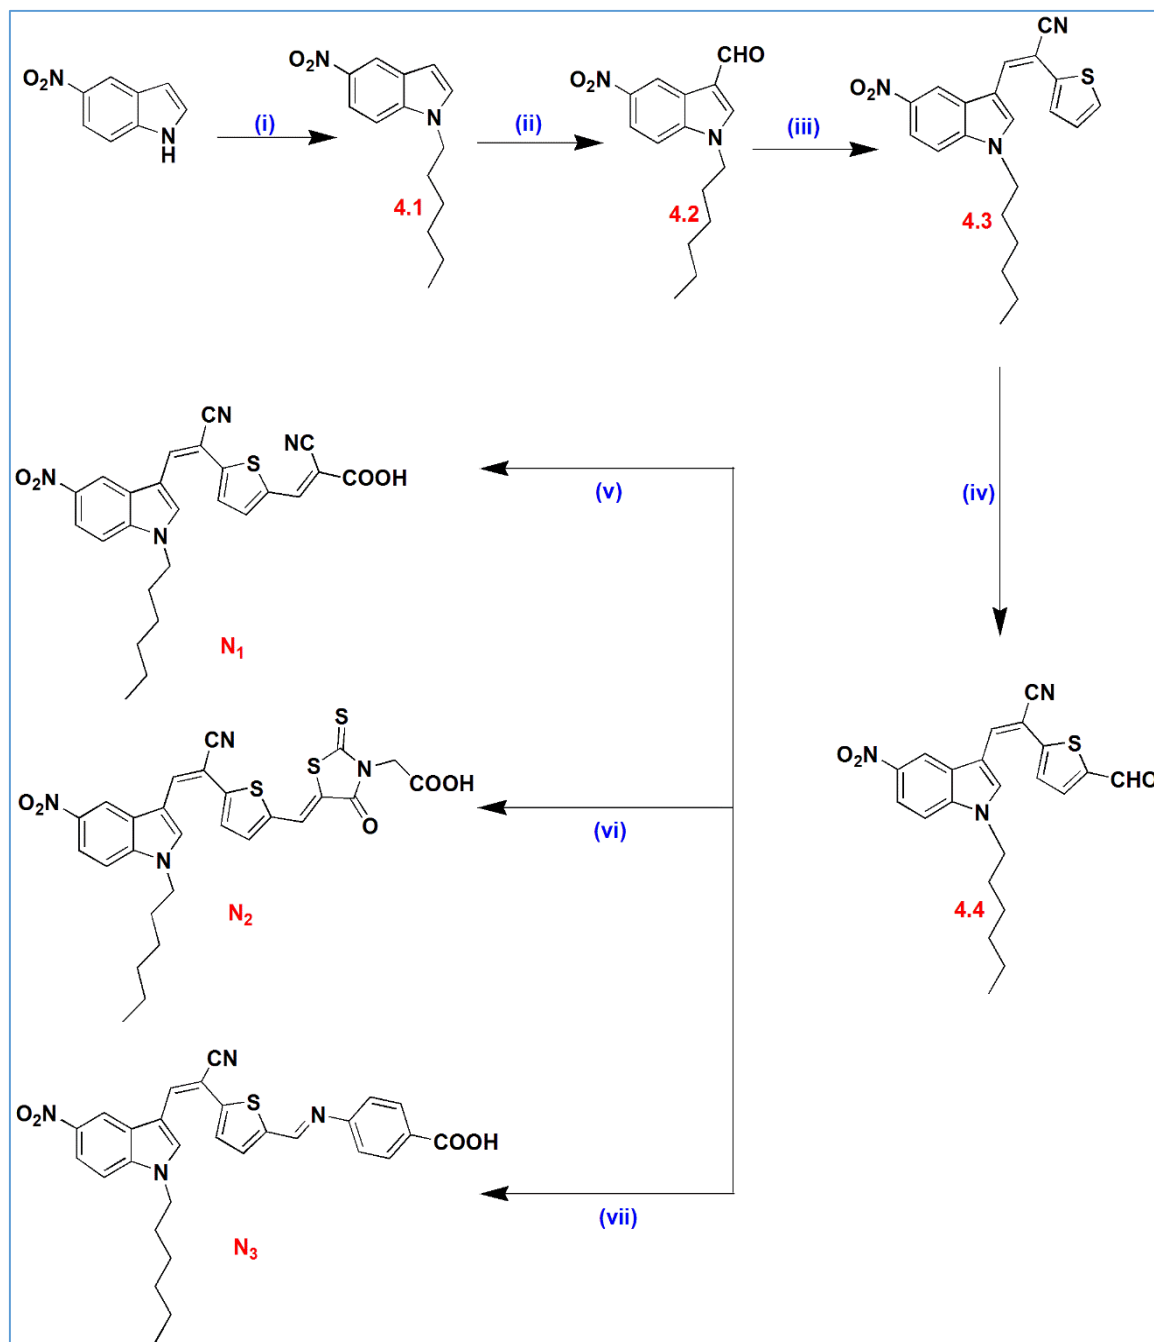 O₂N
N
H
(i)
O₂N
N
4.1
(ii)
CHO
O₂N
N
4.2
(iii)
CN
S
O₂N
N
4.3
(iv)
CN
S
CHO
O₂N
N
4.4
CN
NC
S
COOH
O₂N
N
N₁
(v)
S
CN
S
N
S
COOH
O₂N
O
N
N₂
(vi)
CN
S
N
O₂N
COOH
N
N₃
(vii)